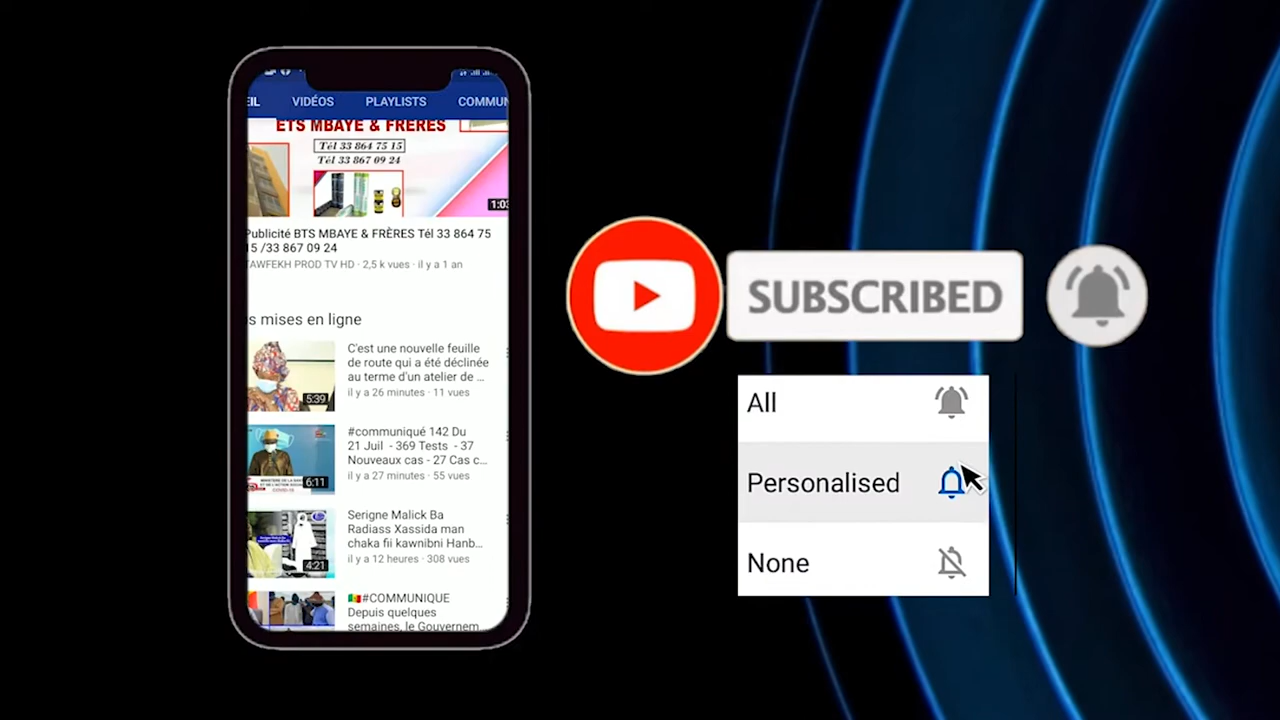 EIL VIDÉOS PLAYLISTS COMMUN
ETS MBAYE & FRERES
Tél 33 864 75 15
Tél 33 867 09 24
1:03
Publicité BTS MBAYE & FRÈRES Tél 33 864 75
15 /33 867 09 24
TAWFEKH PROD TV HD · 2,5 k vues · il y a 1 an
s mises en ligne
C'est une nouvelle feuille
de route qui a été déclinée
au terme d'un atelier de ...
il y a 26 minutes · 11 vues
5:39
#communiqué 142 Du
21 Juil - 369 Tests - 37
Nouveaux cas - 27 Cas c...
il y a 27 minutes · 55 vues
6:11
Serigne Malick Ba
Radiass Xassida man
chaka fii kawnibni Hanb...
il y a 12 heures · 308 vues
4:21
🇸🇳#COMMUNIQUE
Depuis quelques
semaines, le Gouvernem
SUBSCRIBED
All
Personalised
None